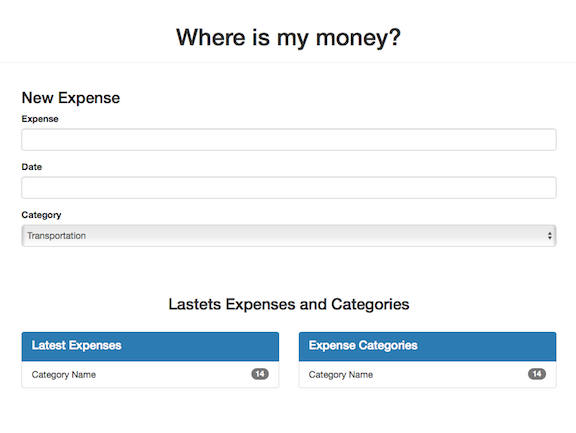 Where is my money?
New Expense
Expense
Date
Category
Transportation
Lastets Expenses and Categories
Latest Expenses
Category Name 14
Expense Categories
Category Name 14